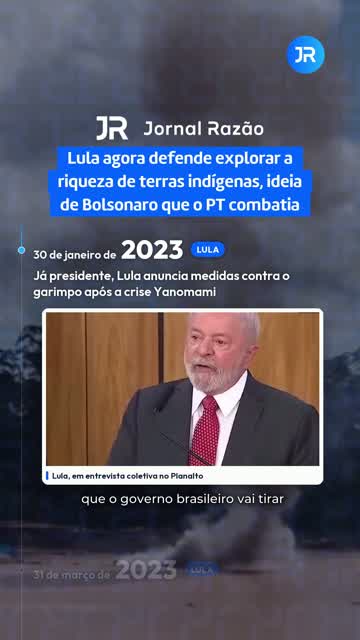 JR
JR Jornal Razão
Lula agora defende explorar a
riqueza de terras indígenas, ideia
de Bolsonaro que o PT combatia
30 de janeiro de 2023 LULA
Já presidente, Lula anuncia medidas contra o
garimpo após a crise Yanomami
Lula, em entrevista coletiva no Planalto
que o governo brasileiro vai tirar
31 de março de 2023 LULA